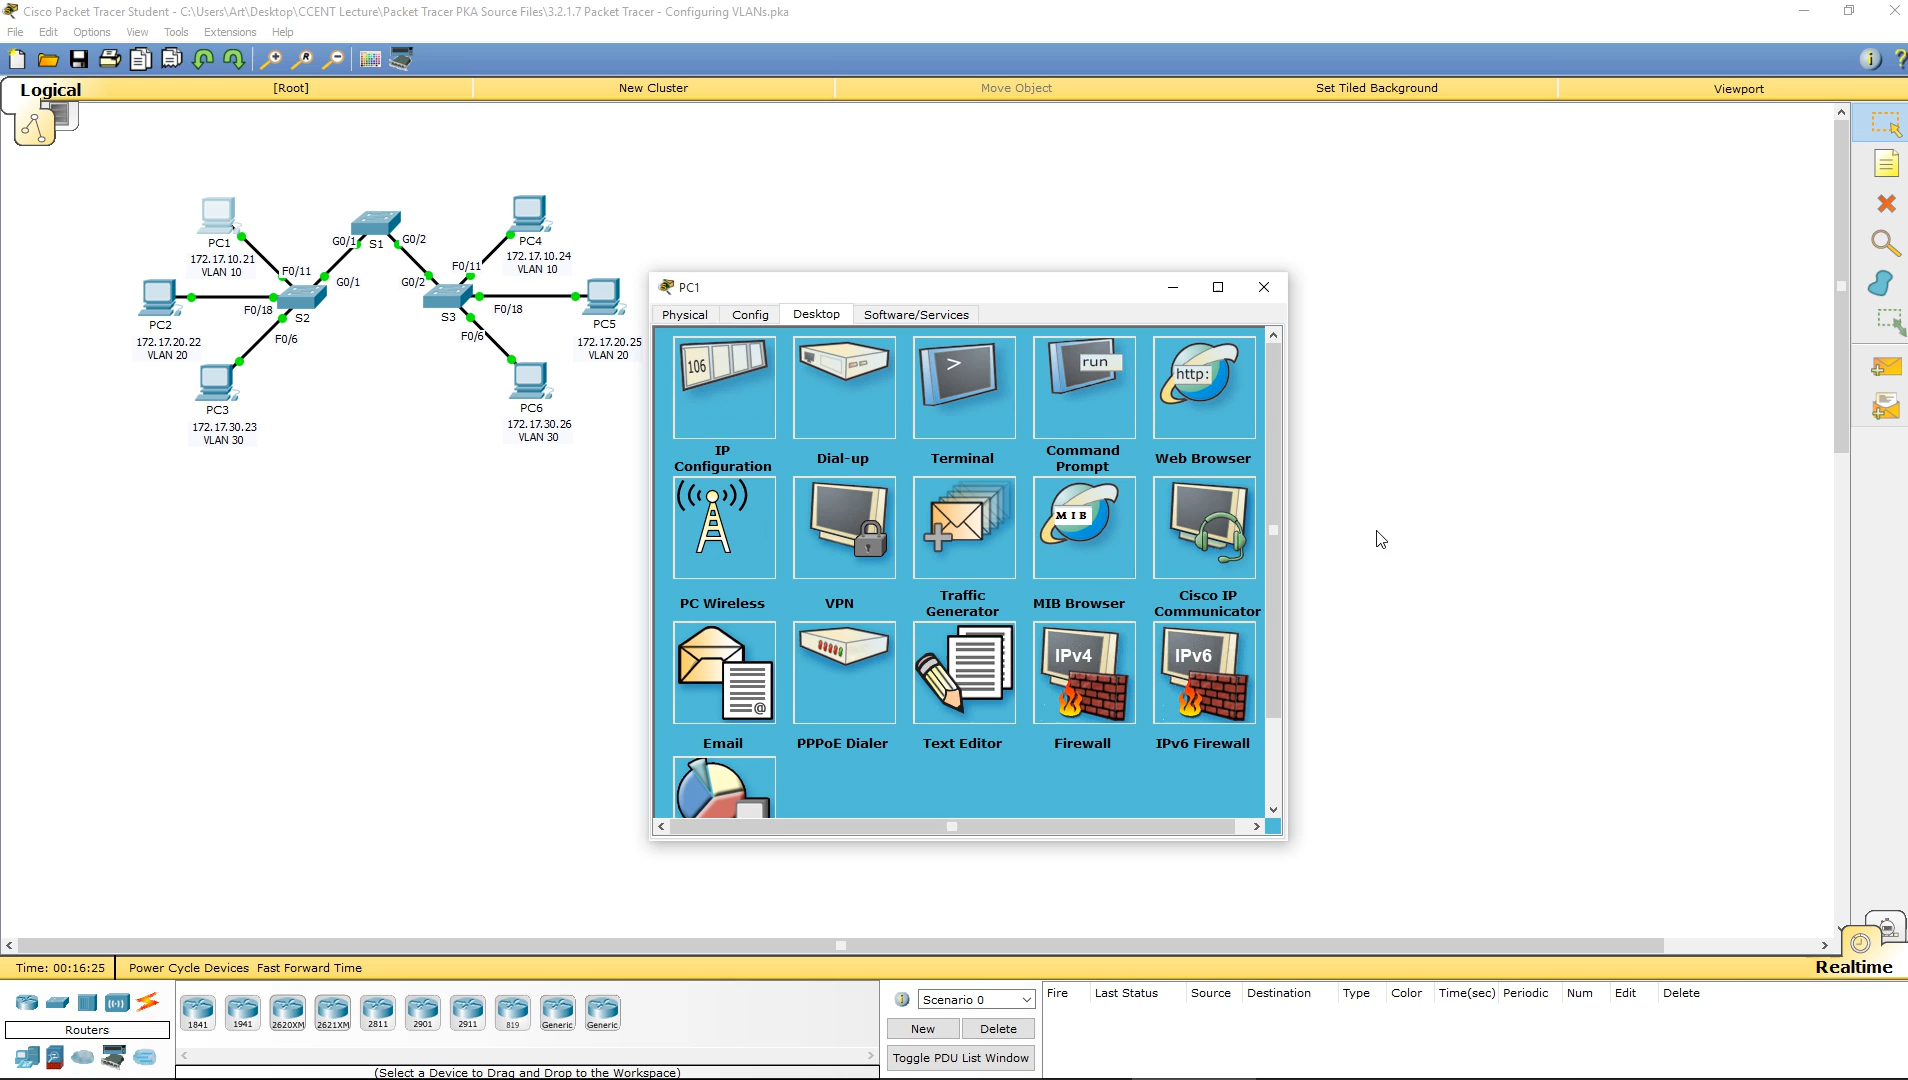 Cisco Packet Tracer Student - C:\Users\Art\Desktop\CCENT Lecture\Packet Tracer PKA Source Files\3.2.1.7 Packet Tracer - Configuring VLANs.pka
File Edit Options View Tools Extensions Help
Logical [Root] New Cluster Move Object Set Tiled Background Viewport
PC1
172.17.10.21
VLAN 10
PC2
172.17.20.22
VLAN 20
PC3
172.17.30.23
VLAN 30
F0/11
F0/18
F0/6
S2
G0/1
G0/1
S1
G0/2
G0/2
S3
F0/11
F0/18
F0/6
PC4
172.17.10.24
VLAN 10
PC5
172.17.20.25
VLAN 20
PC6
172.17.30.26
VLAN 30
PC1
Physical Config Desktop Software/Services
106
>
run
http:
IP Configuration
Dial-up
Terminal
Command Prompt
Web Browser
MIB
PC Wireless
VPN
Traffic Generator
MIB Browser
Cisco IP Communicator
@
IPv4
IPv6
Email
PPPoE Dialer
Text Editor
Firewall
IPv6 Firewall
Time: 00:16:25 Power Cycle Devices Fast Forward Time Realtime
Routers
1841 1941 2620XM 2621XM 2811 2901 2911 819 Generic Generic
(Select a Device to Drag and Drop to the Workspace)
Scenario 0
New Delete
Toggle PDU List Window
Fire Last Status Source Destination Type Color Time(sec) Periodic Num Edit Delete